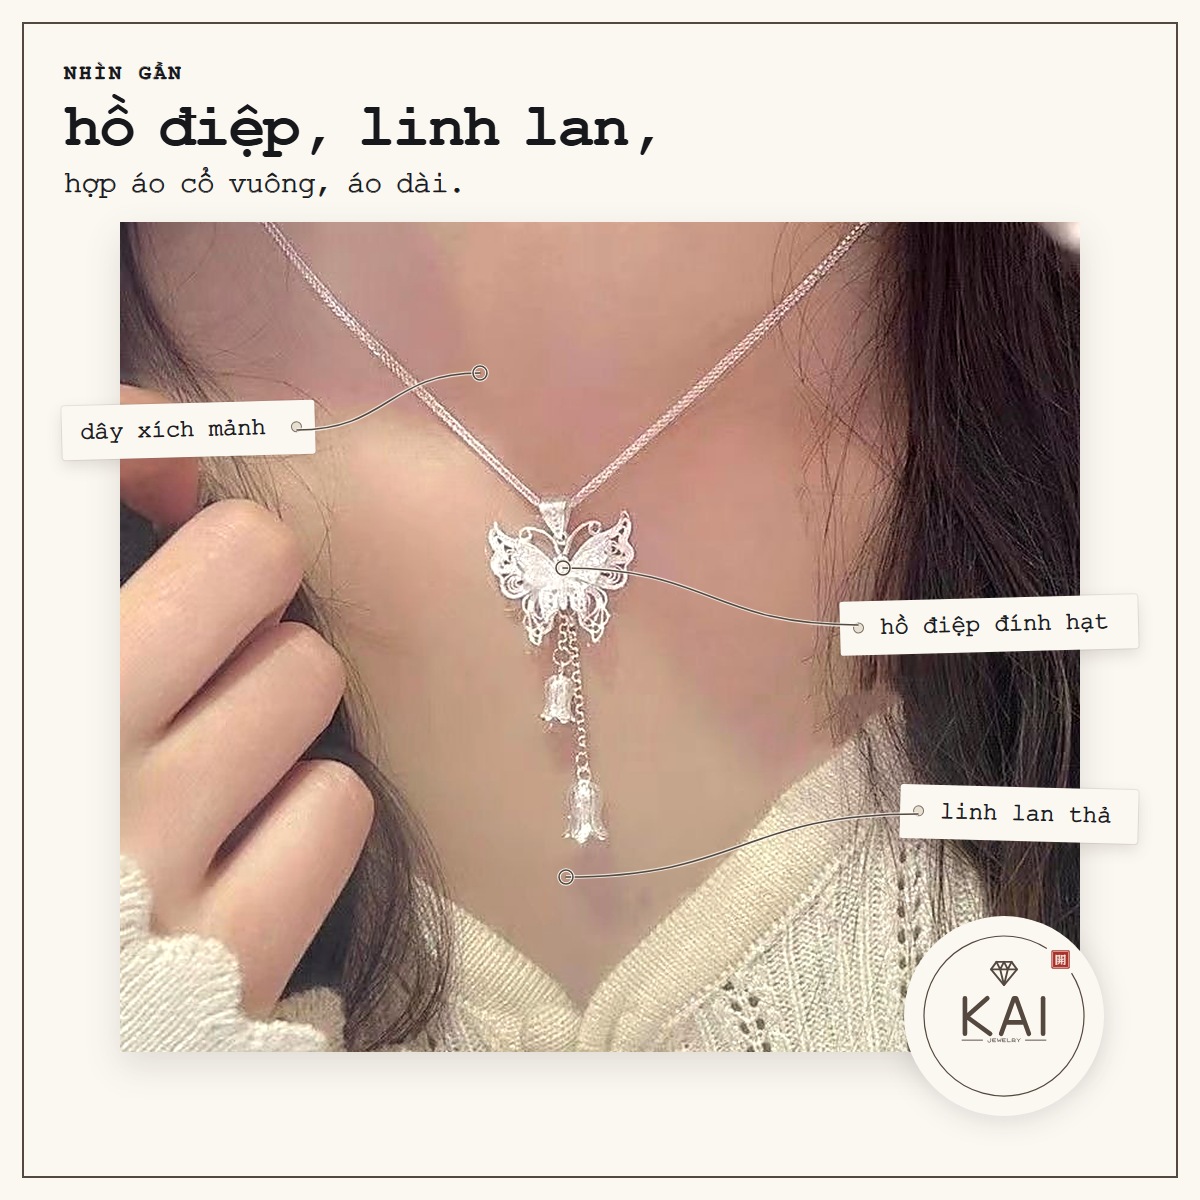 NHÌN GẦN
hồ điệp, linh lan,
hợp áo cổ vuông, áo dài.
dây xích mảnh
hồ điệp đính hạt
linh lan thả
開
KAI
JEWELRY